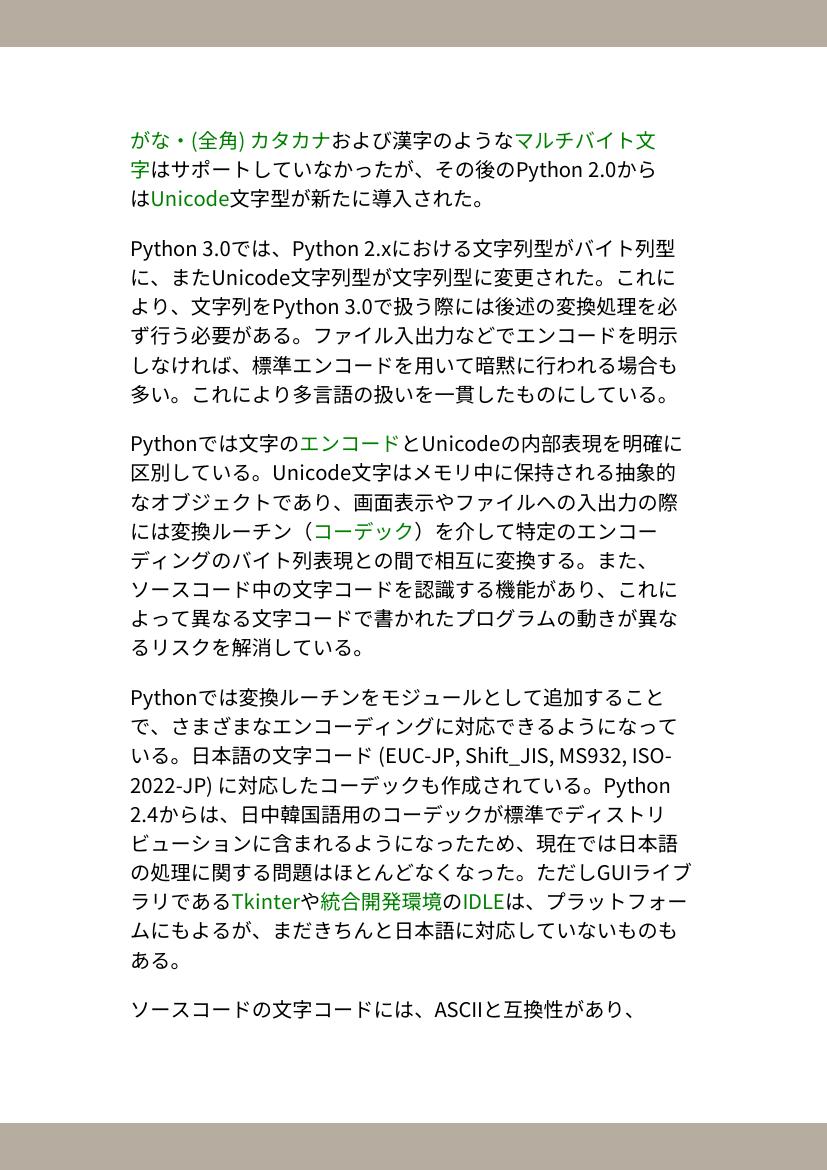 がな・(全角) カタカナおよび漢字のようなマルチバイト文
字はサポートしていなかったが、その後のPython 2.0から
はUnicode文字型が新たに導入された。
Python 3.0では、Python 2.xにおける文字列型がバイト列型
に、またUnicode文字列型が文字列型に変更された。これに
より、文字列をPython 3.0で扱う際には後述の変換処理を必
ず行う必要がある。ファイル入出力などでエンコードを明示
しなければ、標準エンコードを用いて暗黙に行われる場合も
多い。これにより多言語の扱いを一貫したものにしている。
Pythonでは文字のエンコードとUnicodeの内部表現を明確に
区別している。Unicode文字はメモリ中に保持される抽象的
なオブジェクトであり、画面表示やファイルへの入出力の際
には変換ルーチン（コーデック）を介して特定のエンコー
ディングのバイト列表現との間で相互に変換する。また、
ソースコード中の文字コードを認識する機能があり、これに
よって異なる文字コードで書かれたプログラムの動きが異な
るリスクを解消している。
Pythonでは変換ルーチンをモジュールとして追加すること
で、さまざまなエンコーディングに対応できるようになって
いる。日本語の文字コード (EUC-JP, Shift_JIS, MS932, ISO-
2022-JP) に対応したコーデックも作成されている。Python
2.4からは、日中韓国語用のコーデックが標準でディストリ
ビューションに含まれるようになったため、現在では日本語
の処理に関する問題はほとんどなくなった。ただしGUIライブ
ラリであるTkinterや統合開発環境のIDLEは、プラットフォー
ムにもよるが、まだきちんと日本語に対応していないものも
ある。
ソースコードの文字コードには、ASCIIと互換性があり、